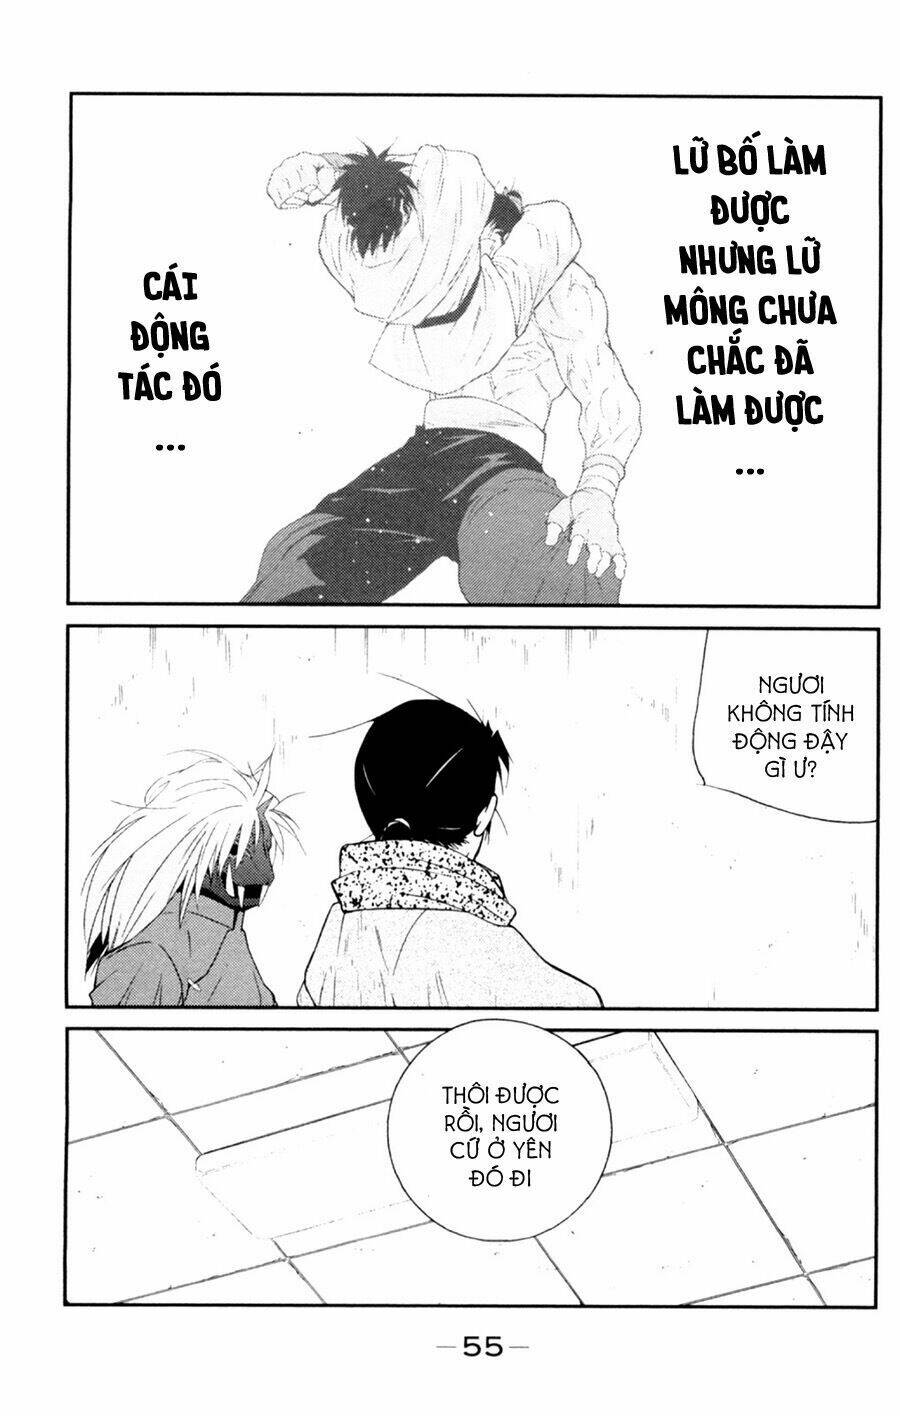 LỮ BỐ LÀM
ĐƯỢC
NHƯNG LỮ
MÔNG CHƯA
CHẮC ĐÃ
LÀM ĐƯỢC
...
CÁI
ĐỘNG
TÁC ĐÓ
...
NGƯƠI
KHÔNG TÍNH
ĐỘNG ĐẬY
GÌ Ư?
THÔI ĐƯỢC
RỒI, NGƯƠI
CỨ Ở YÊN
ĐÓ ĐI
—55—